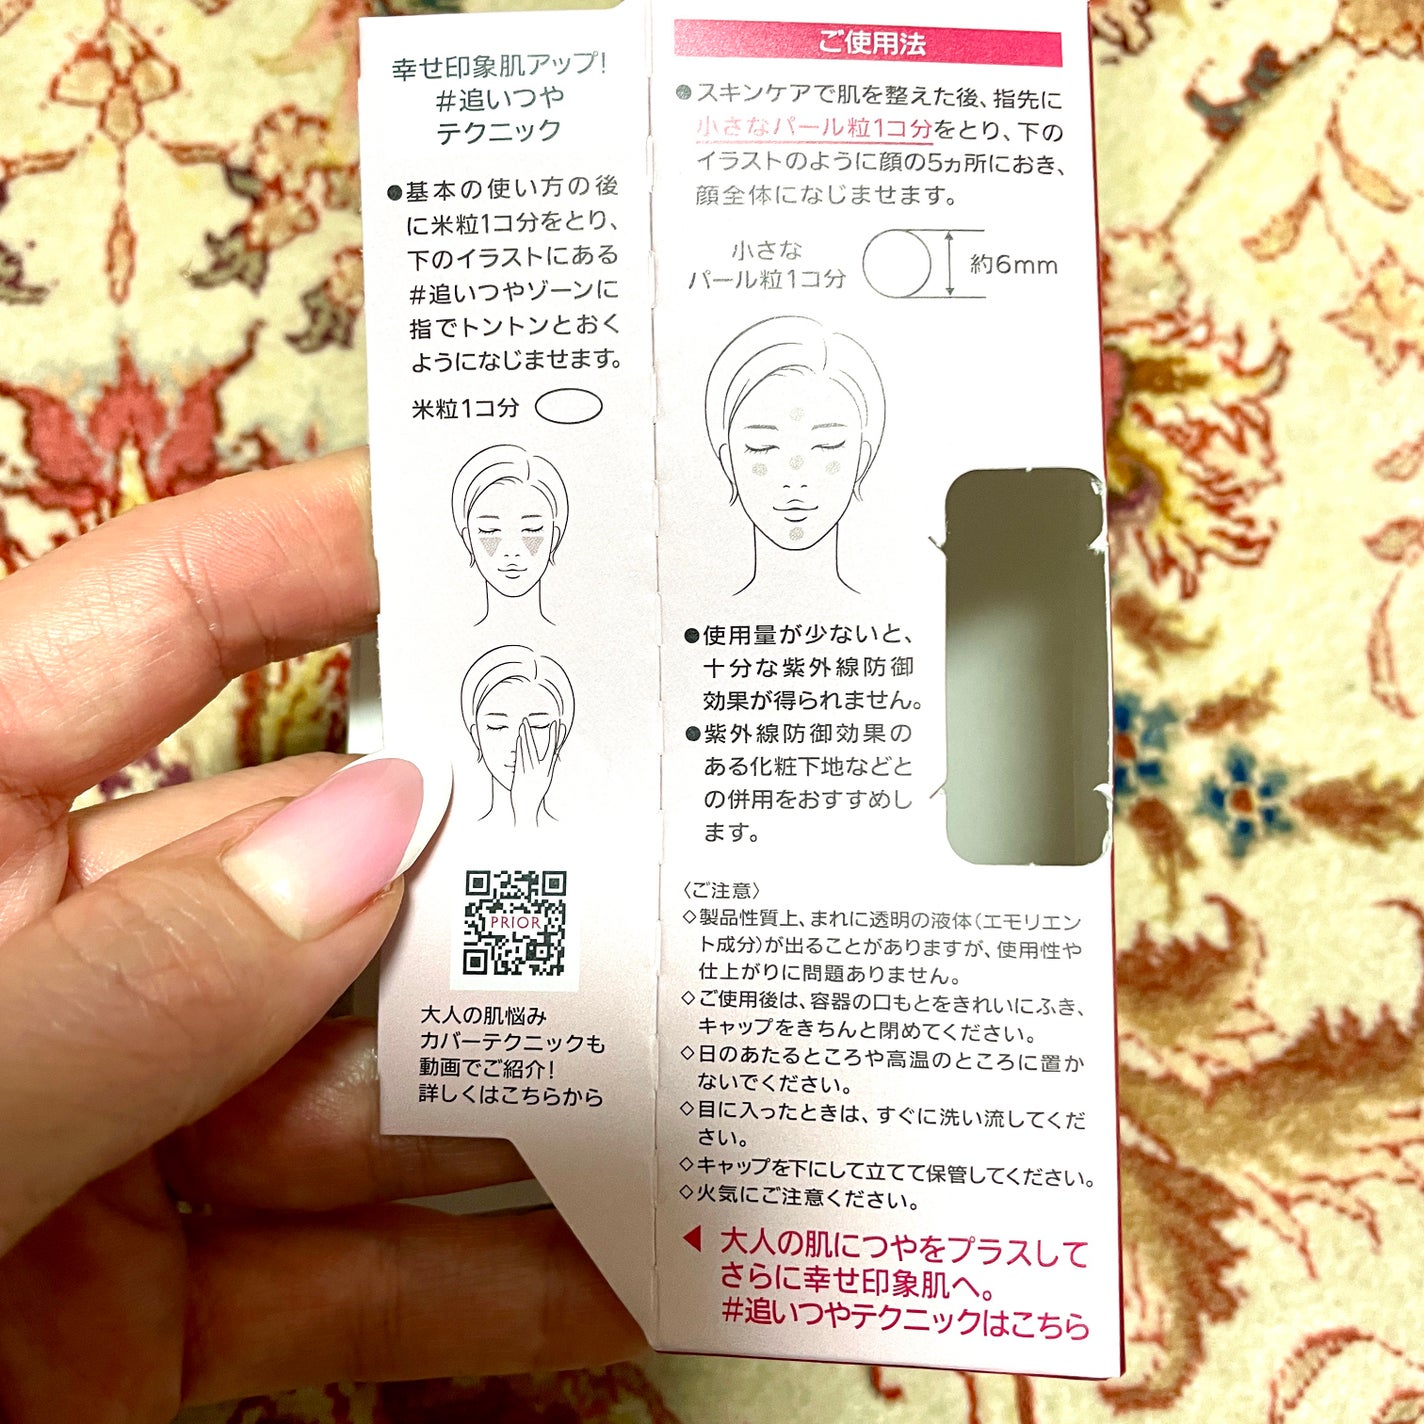 幸せ印象肌アップ!
#追いつや
テクニック
●基本の使い方の後
に米粒1コ分をとり、
下のイラストにある
#追いつやゾーンに
指でトントンとおく
ようになじませます。
米粒1コ分
PRIOR
大人の肌悩み
カバーテクニックも
動画でご紹介!
詳しくはこちらから
ご使用法
●スキンケアで肌を整えた後、指先に
小さなパール粒1コ分をとり、下の
イラストのように顔の5ヵ所におき、
顔全体になじませます。
小さな
パール粒1コ分
約6mm
●使用量が少ないと、
十分な紫外線防御
効果が得られません。
●紫外線防御効果の
ある化粧下地などと
の併用をおすすめし
ます。
〈ご注意〉
◇製品性質上、まれに透明の液体(エモリエン
ト成分)が出ることがありますが、使用性や
仕上がりに問題ありません。
◇ご使用後は、容器の口もとをきれいにふき、
キャップをきちんと閉めてください。
◇日のあたるところや高温のところに置か
ないでください。
◇目に入ったときは、すぐに洗い流してくだ
さい。
◇キャップを下にして立てて保管してください。
◇火気にご注意ください。
◀大人の肌につやをプラスして
さらに幸せ印象肌へ。
#追いつやテクニックはこちら